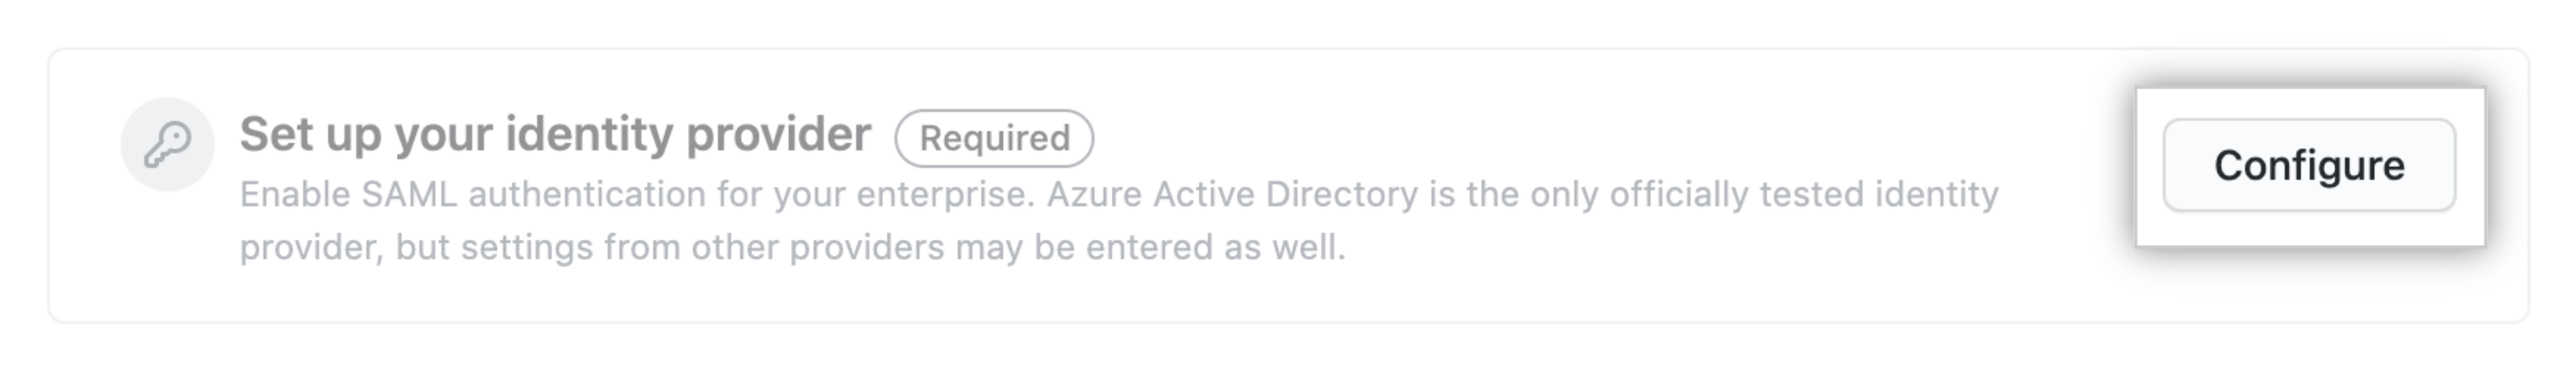 Set up your identity provider Required
Enable SAML authentication for your enterprise. Azure Active Directory is the only officially tested identity
provider, but settings from other providers may be entered as well.
Configure